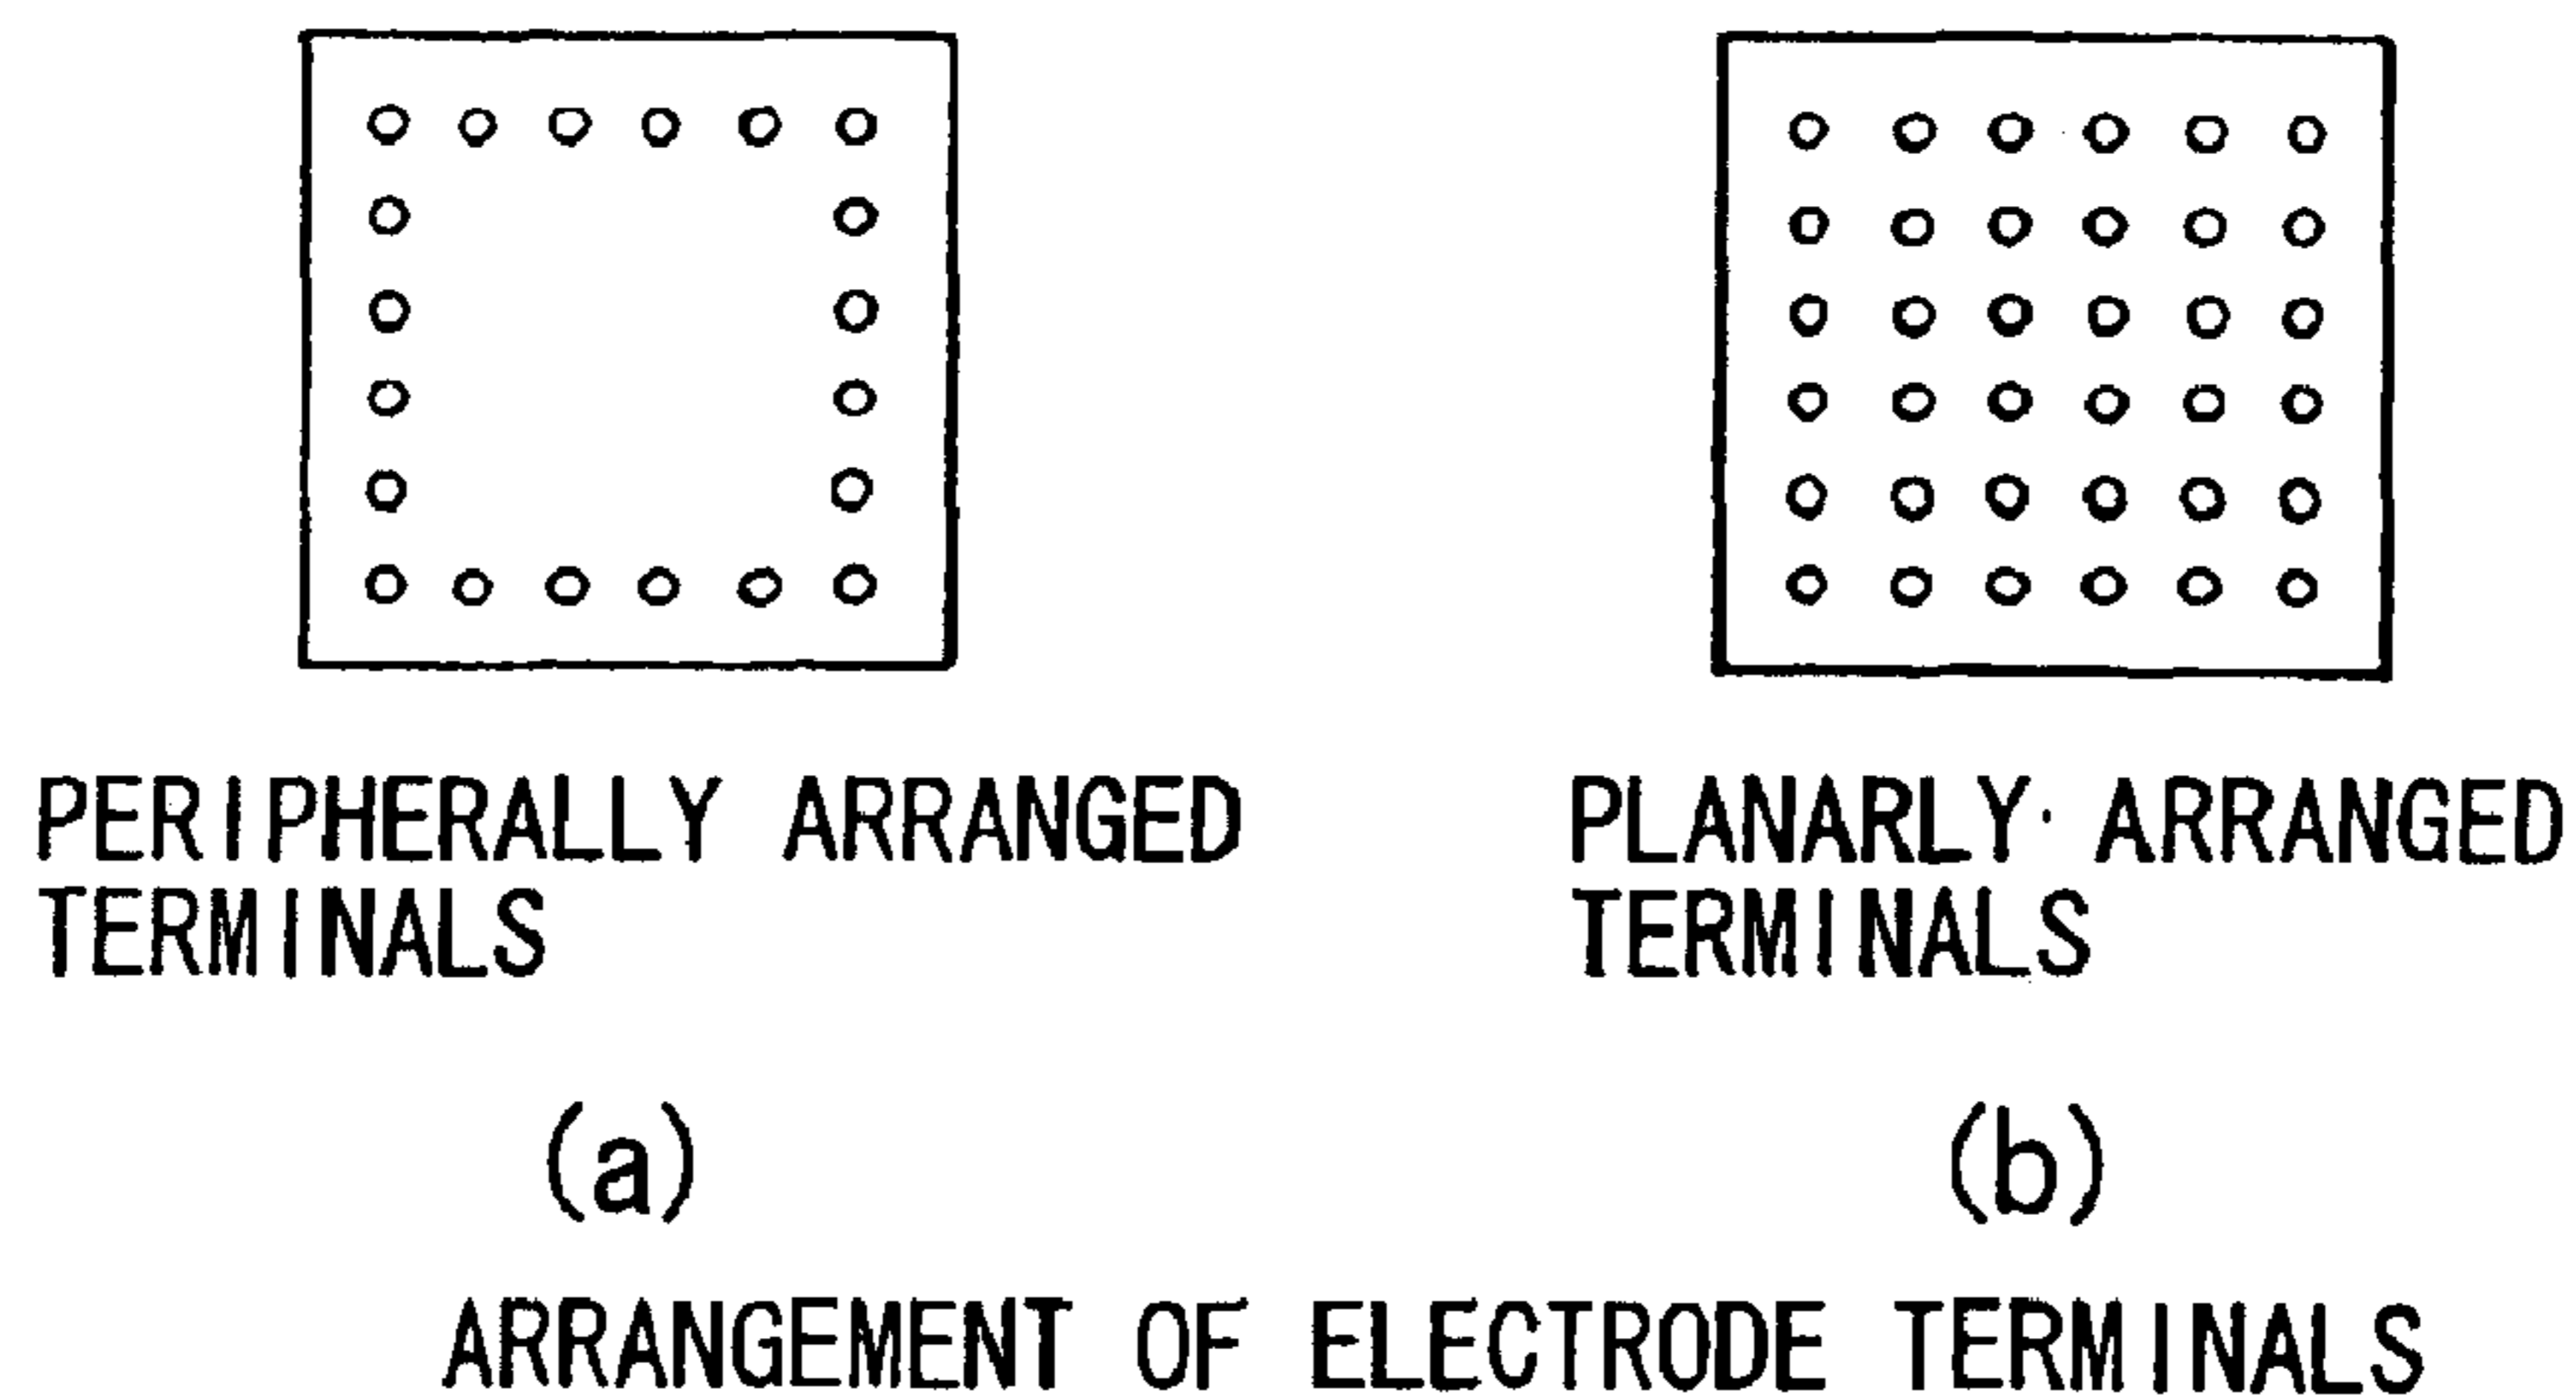 PERIPHERALLY ARRANGED
TERMINALS
PLANARLY ARRANGED
TERMINALS
(a)
(b)
ARRANGEMENT OF ELECTRODE TERMINALS